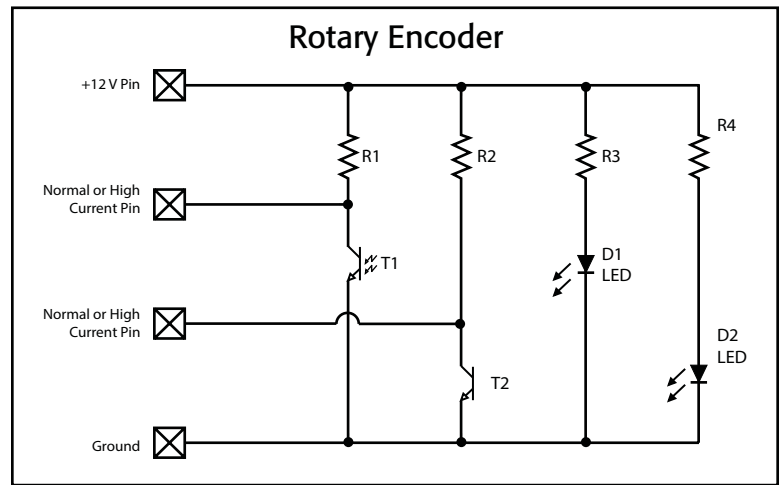 Rotary Encoder
+12 V Pin
R4
R1
R2
R3
Normal or High
Current Pin
T1
D1
LED
Normal or High
Current Pin
D2
LED
T2
Ground